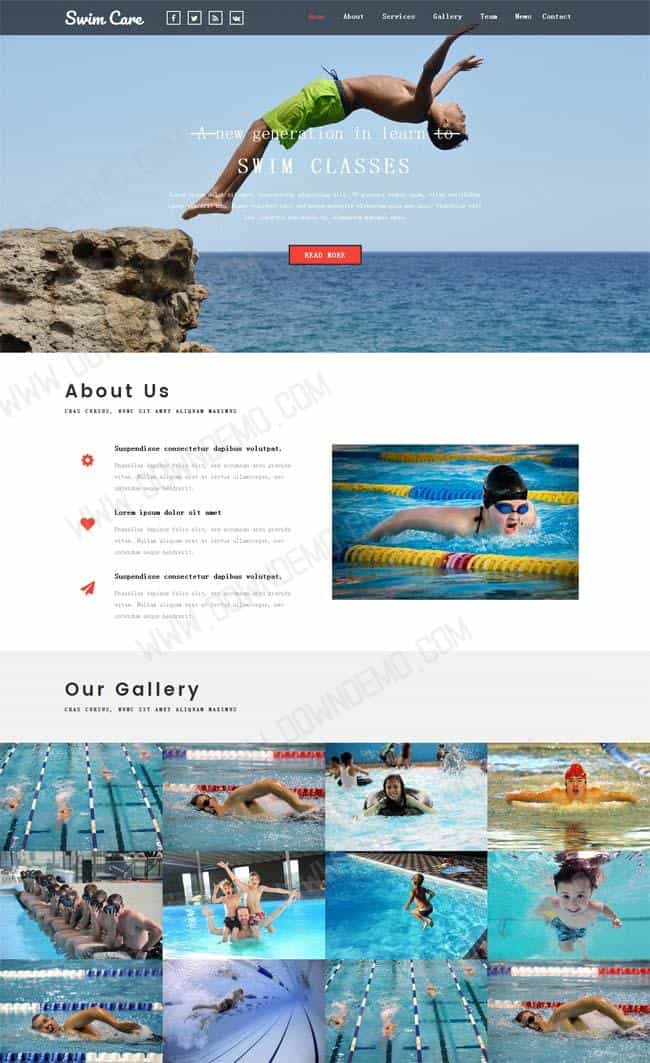 Swim Care
Home About Services Gallery Team News Contact
A new generation in learn to
SWIM CLASSES
READ MORE
About Us
CRAS CURSUS, NUNC SIT AMET ALIQUAM MAXIMUS
Suspendisse consectetur dapibus volutpat.
Phasellus dapibus felis elit, sed accumsan arcu gravida
vitae. Nullam aliquam erat at lectus ullamcorper, nec
interdum neque hendrerit.
Lorem ipsum dolor sit amet
Phasellus dapibus felis elit, sed accumsan arcu gravida
vitae. Nullam aliquam erat at lectus ullamcorper, nec
interdum neque hendrerit.
Suspendisse consectetur dapibus volutpat.
Phasellus dapibus felis elit, sed accumsan arcu gravida
vitae. Nullam aliquam erat at lectus ullamcorper, nec
interdum neque hendrerit.
Our Gallery
CRAS CURSUS, NUNC SIT AMET ALIQUAM MAXIMUS
WWW.DOWNDEMO.COM
WWW.DOWNDEMO.COM